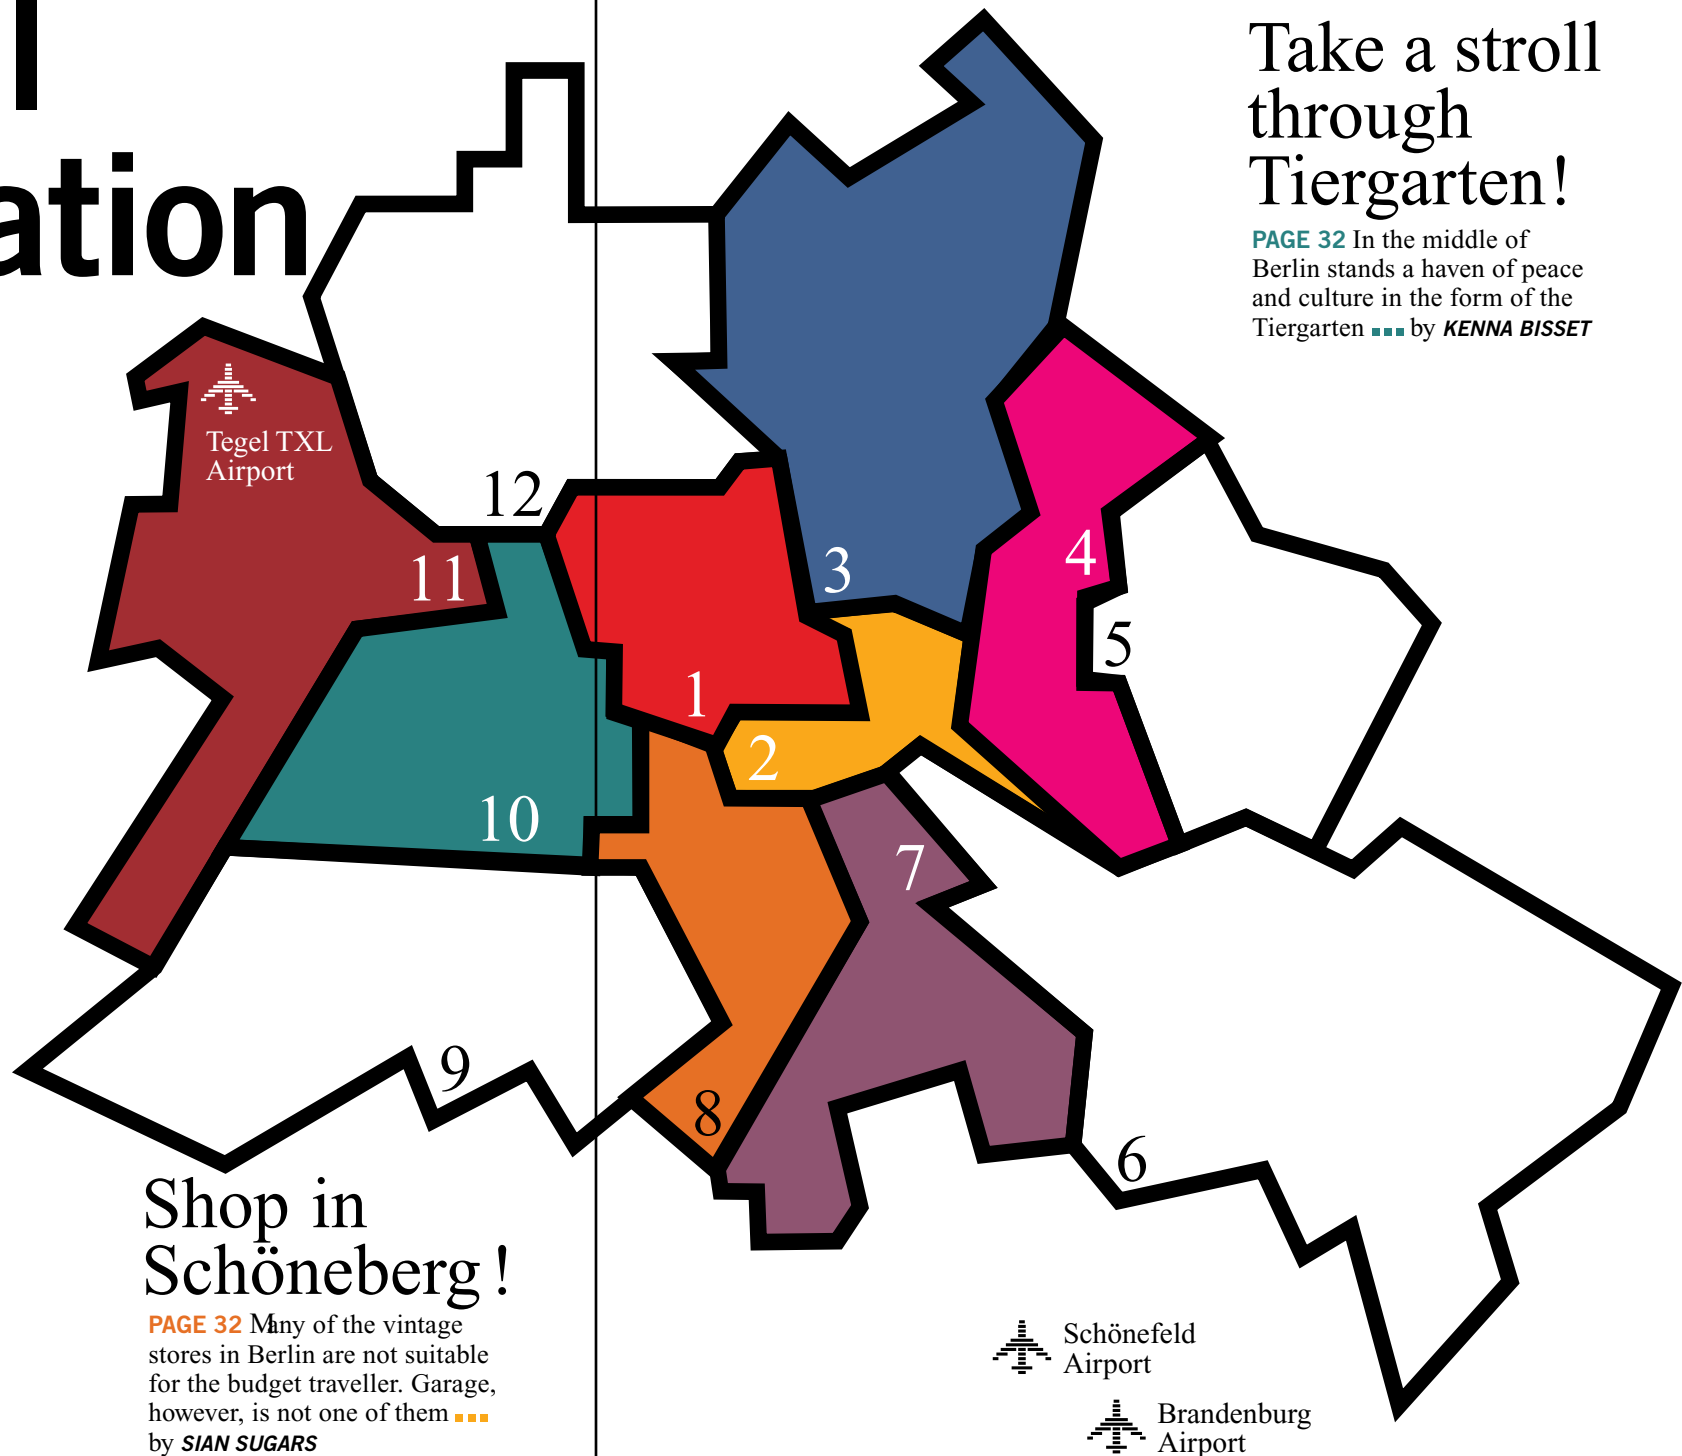 ation
Take a stroll
through
Tiergarten!
PAGE 32 In the middle of
Berlin stands a haven of peace
and culture in the form of the
Tiergarten by KENNA BISSET
Tegel TXL
Airport
12
11
3
4
5
1
2
10
7
9
8
6
Shop in
Schöneberg!
PAGE 32 Many of the vintage
stores in Berlin are not suitable
for the budget traveller. Garage,
however, is not one of them
by SIAN SUGARS
Schönefeld
Airport
Brandenburg
Airport